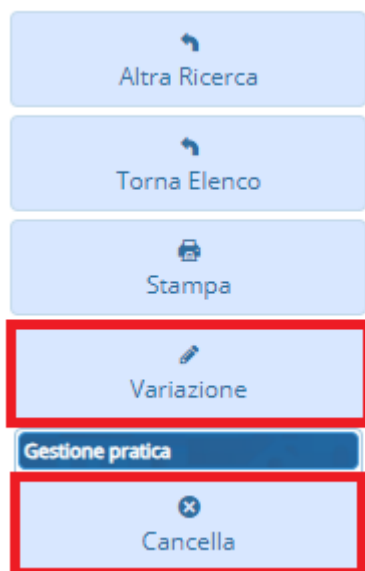 Altra Ricerca
Torna Elenco
Stampa
Variazione
Gestione pratica
Cancella